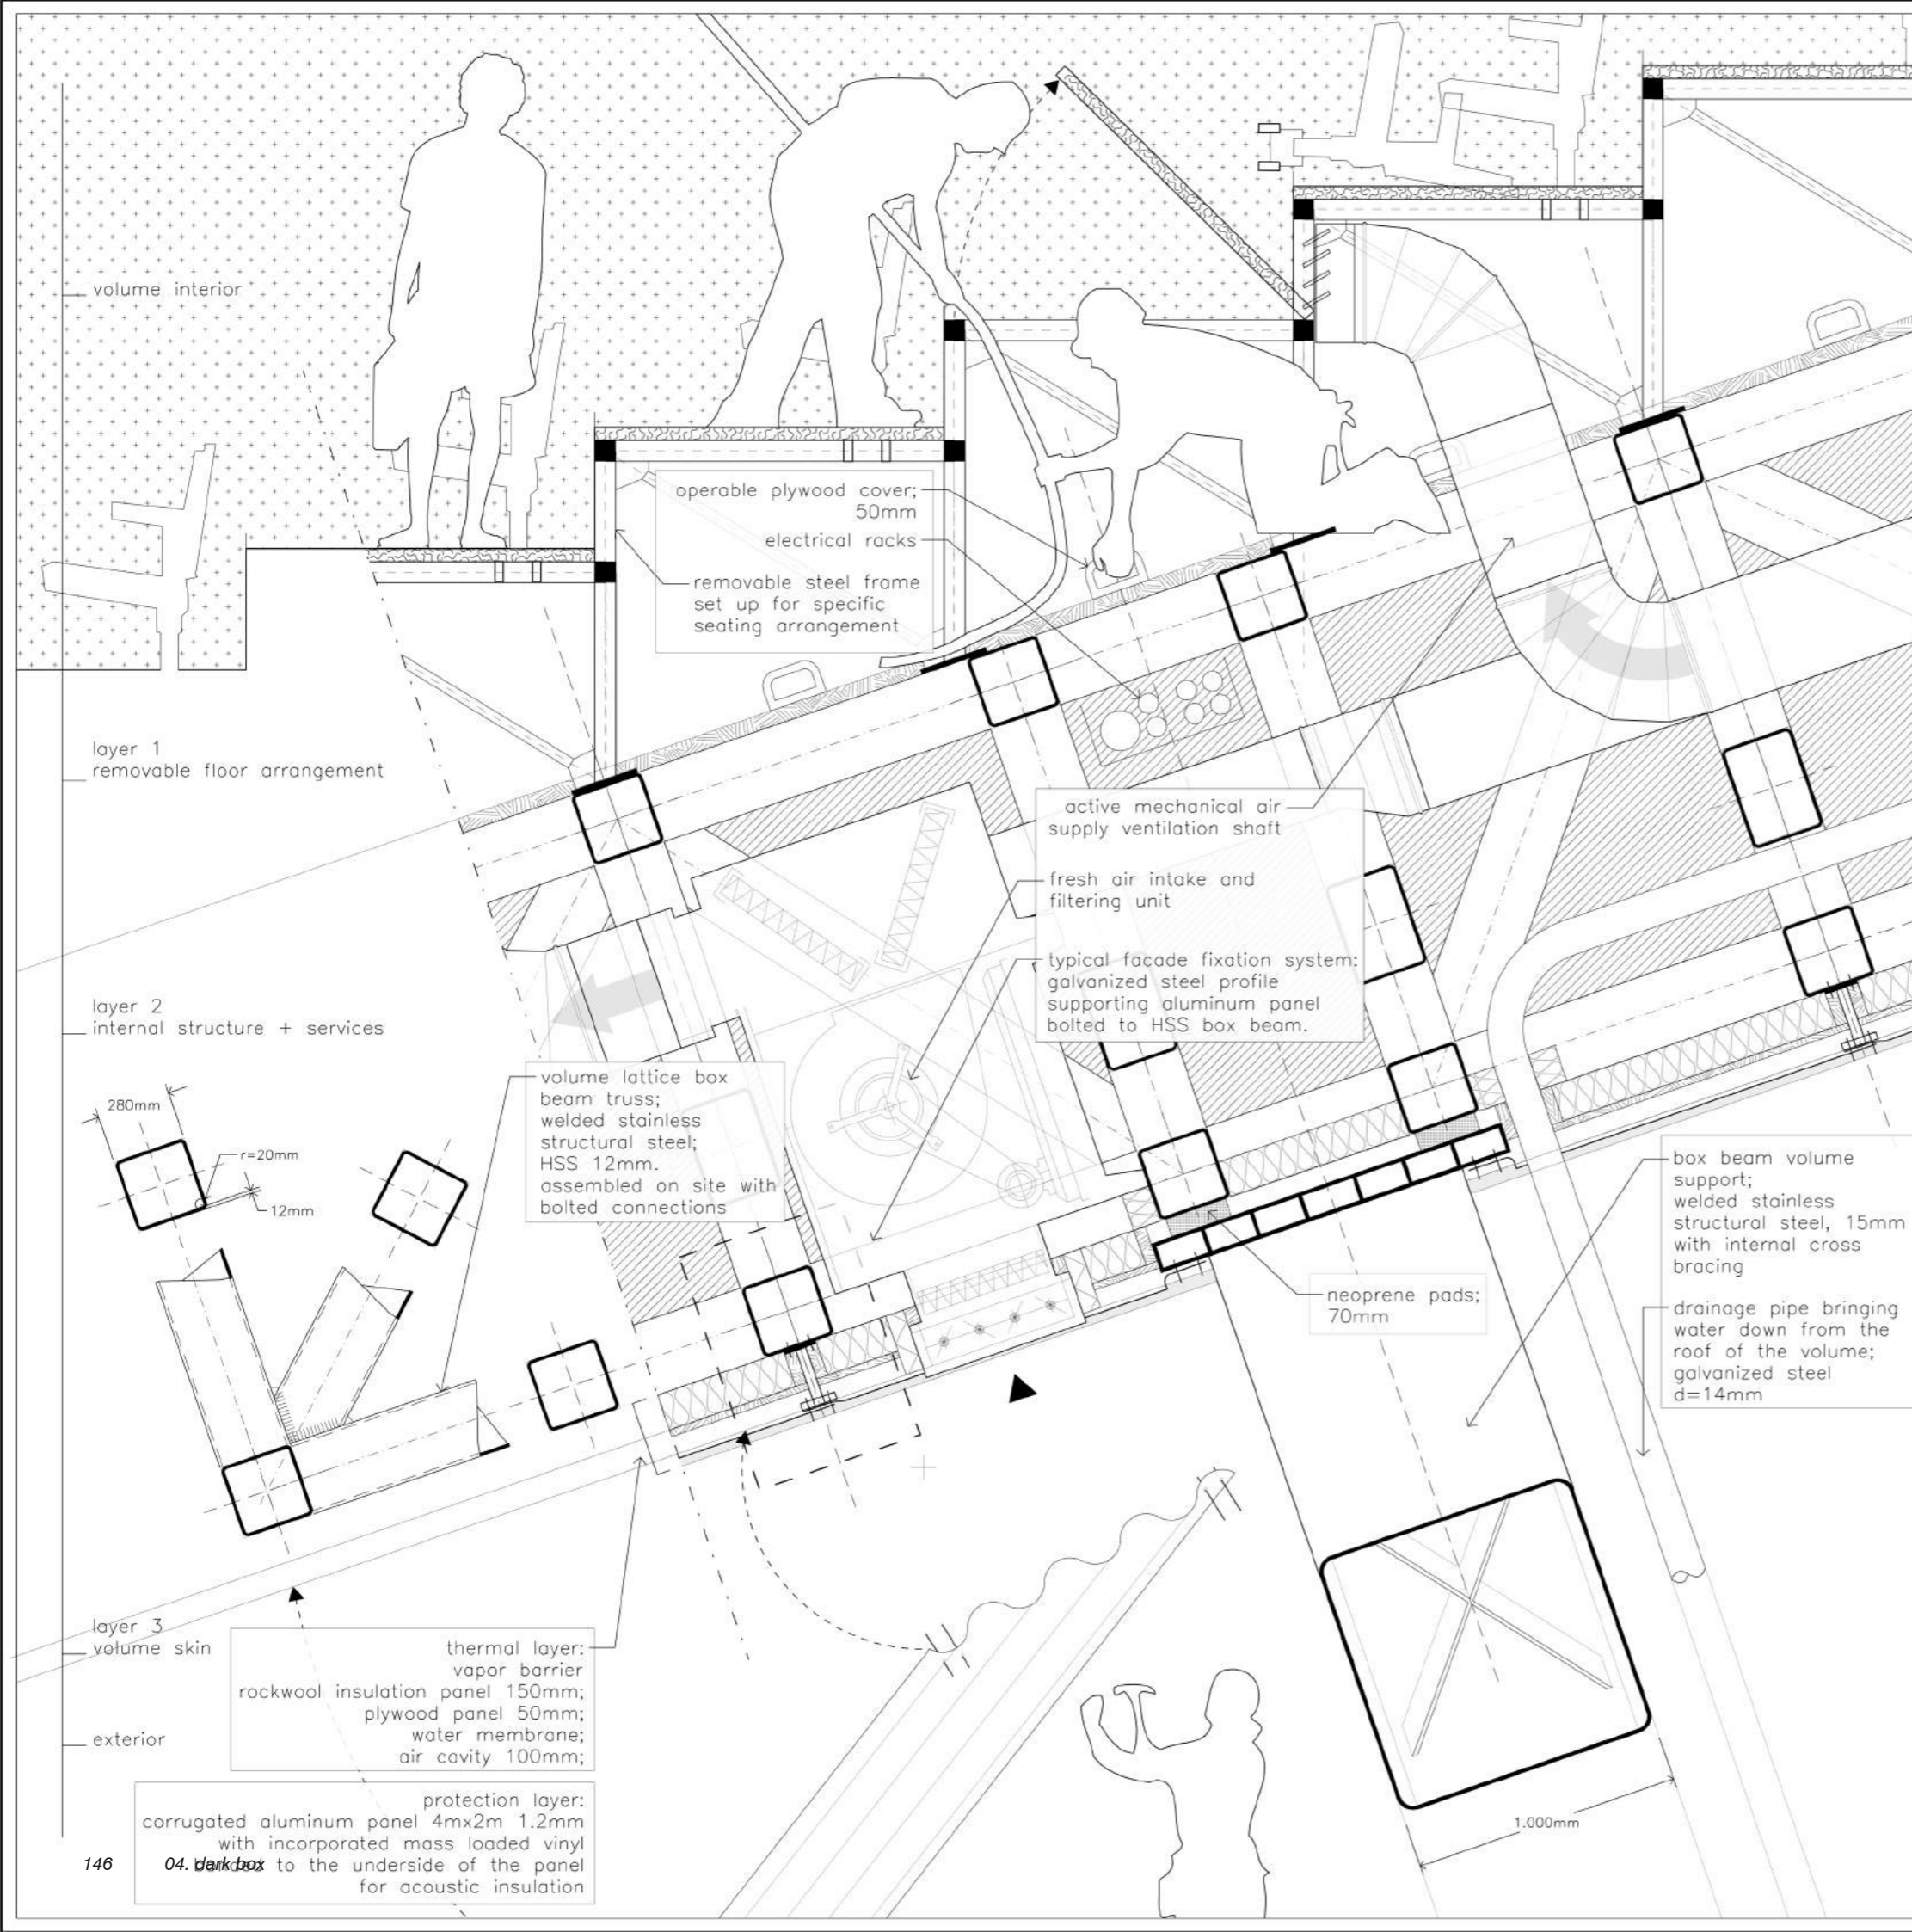 volume interior
operable plywood cover;
50mm
electrical racks
removable steel frame
set up for specific
seating arrangement
layer 1
removable floor arrangement
active mechanical air
supply ventilation shaft
fresh air intake and
filtering unit
typical facade fixation system:
galvanized steel profile
supporting aluminum panel
bolted to HSS box beam.
layer 2
internal structure + services
volume lattice box
beam truss;
welded stainless
structural steel;
HSS 12mm.
assembled on site with
bolted connections
280mm
r=20mm
12mm
box beam volume
support;
welded stainless
structural steel, 15mm
with internal cross
bracing
neoprene pads;
70mm
drainage pipe bringing
water down from the
roof of the volume;
galvanized steel
d=14mm
layer 3
volume skin
thermal layer:
vapor barrier
rockwool insulation panel 150mm;
plywood panel 50mm;
water membrane;
air cavity 100mm;
exterior
protection layer:
corrugated aluminum panel 4mx2m 1.2mm
with incorporated mass loaded vinyl
bonded to the underside of the panel
for acoustic insulation
1.000mm
146 04. dark box